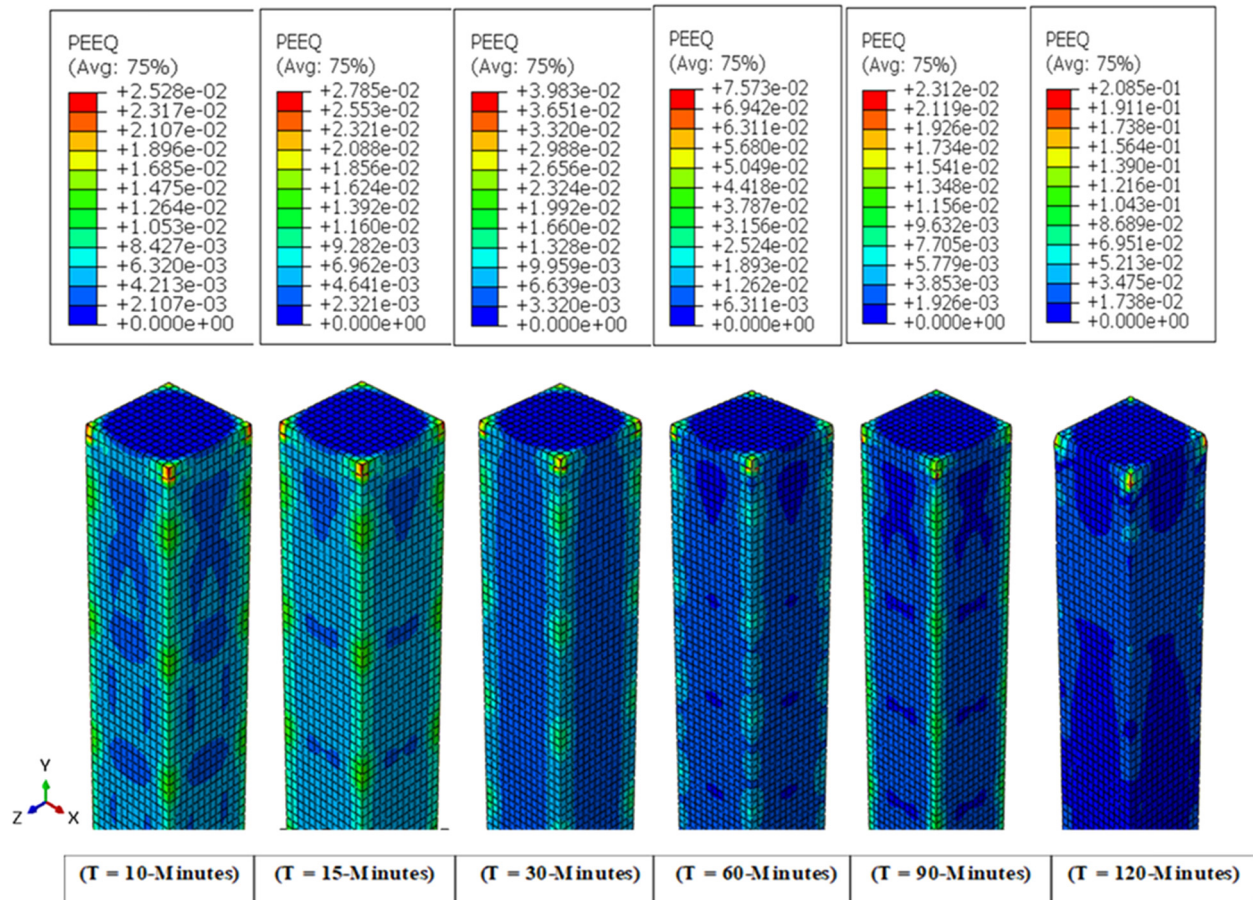 PEEQ
(Avg: 75%)
+2.528e-02
+2.317e-02
+2.107e-02
+1.896e-02
+1.685e-02
+1.475e-02
+1.264e-02
+1.053e-02
+8.427e-03
+6.320e-03
+4.213e-03
+2.107e-03
+0.000e+00
PEEQ
(Avg: 75%)
+2.785e-02
+2.553e-02
+2.321e-02
+2.088e-02
+1.856e-02
+1.624e-02
+1.392e-02
+1.160e-02
+9.282e-03
+6.962e-03
+4.641e-03
+2.321e-03
+0.000e+00
PEEQ
(Avg: 75%)
+3.983e-02
+3.651e-02
+3.320e-02
+2.988e-02
+2.656e-02
+2.324e-02
+1.992e-02
+1.660e-02
+1.328e-02
+9.959e-03
+6.639e-03
+3.320e-03
+0.000e+00
PEEQ
(Avg: 75%)
+7.573e-02
+6.942e-02
+6.311e-02
+5.680e-02
+5.049e-02
+4.418e-02
+3.787e-02
+3.156e-02
+2.524e-02
+1.893e-02
+1.262e-02
+6.311e-03
+0.000e+00
PEEQ
(Avg: 75%)
+2.312e-02
+2.119e-02
+1.926e-02
+1.734e-02
+1.541e-02
+1.348e-02
+1.156e-02
+9.632e-03
+7.705e-03
+5.779e-03
+3.853e-03
+1.926e-03
+0.000e+00
PEEQ
(Avg: 75%)
+2.085e-01
+1.911e-01
+1.738e-01
+1.564e-01
+1.390e-01
+1.216e-01
+1.043e-01
+8.689e-02
+6.951e-02
+5.213e-02
+3.475e-02
+1.738e-02
+0.000e+00
Y
Z
X
(T = 10-Minutes)
(T = 15-Minutes)
(T = 30-Minutes)
(T = 60-Minutes)
(T = 90-Minutes)
(T = 120-Minutes)